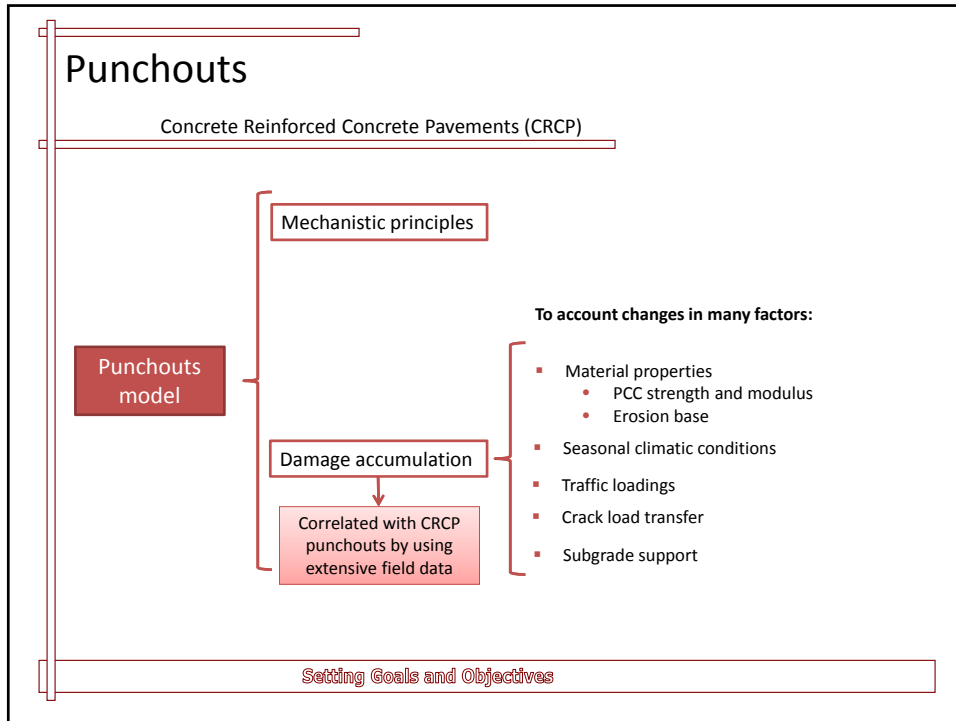 Punchouts
Concrete Reinforced Concrete Pavements (CRCP)
Punchouts
model
Mechanistic principles
Damage accumulation
Correlated with CRCP
punchouts by using
extensive field data
To account changes in many factors:
▪ Material properties
• PCC strength and modulus
• Erosion base
▪ Seasonal climatic conditions
▪ Traffic loadings
▪ Crack load transfer
▪ Subgrade support
Setting Goals and Objectives